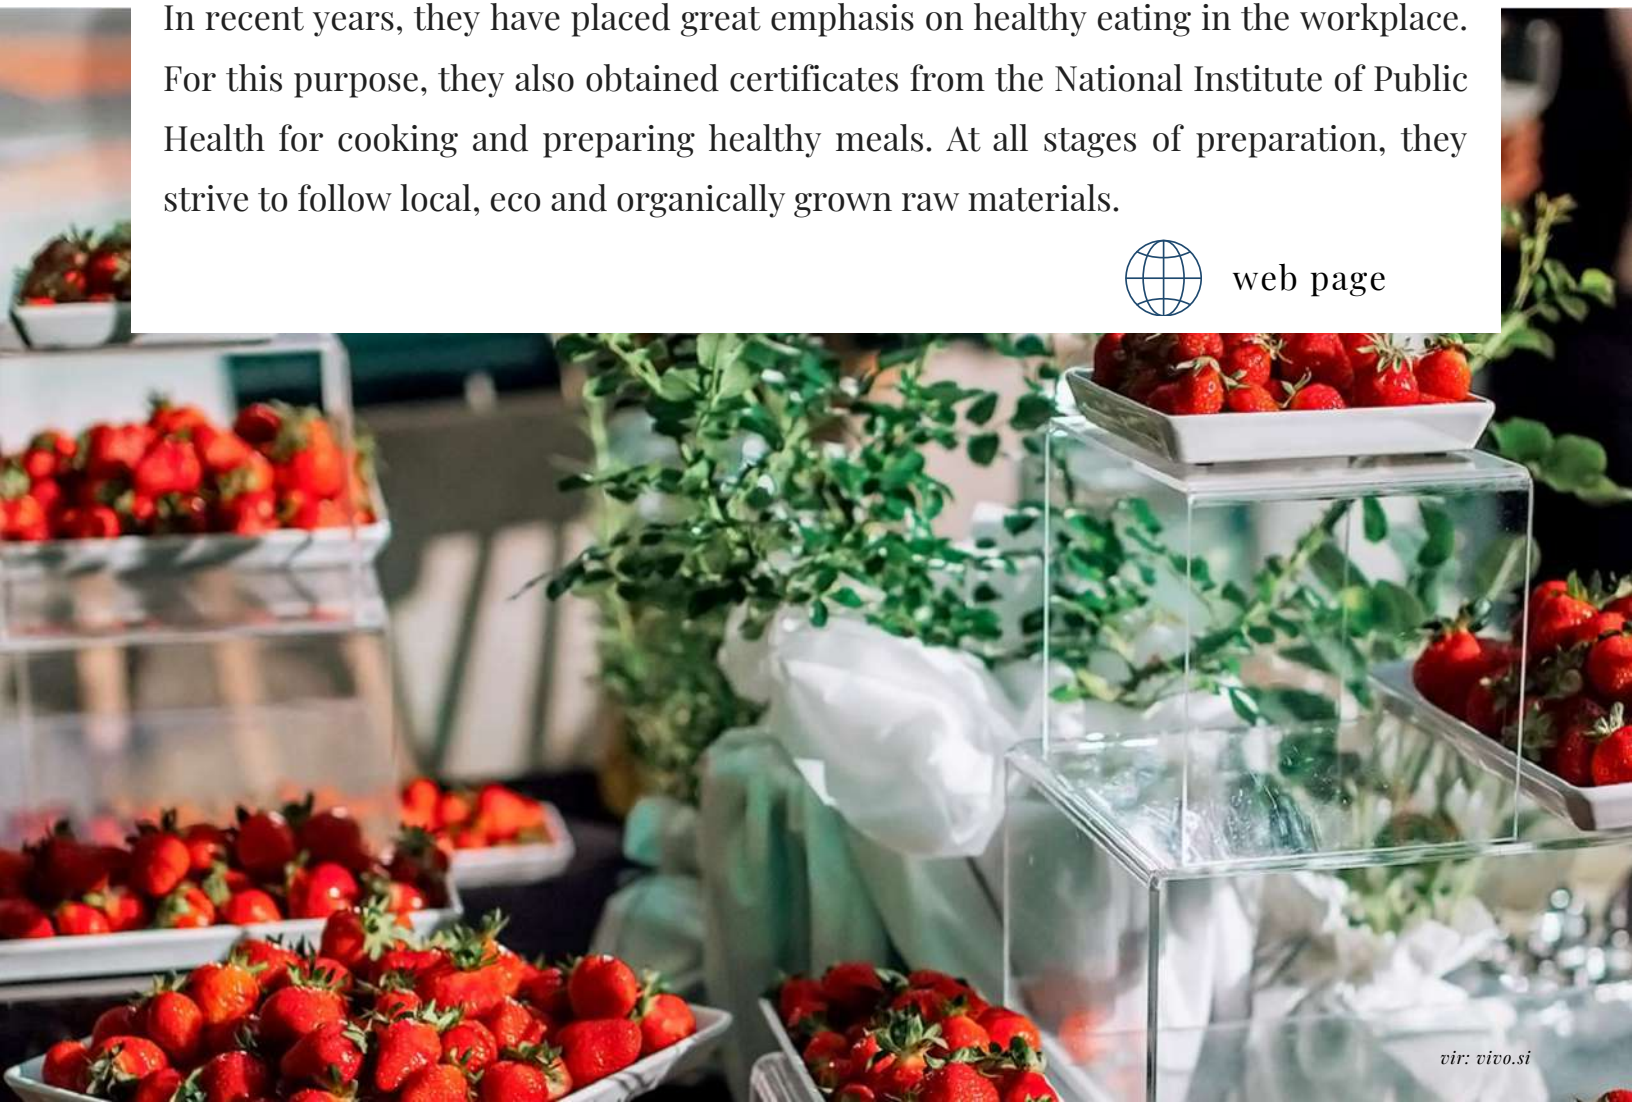 In recent years, they have placed great emphasis on healthy eating in the workplace.
For this purpose, they also obtained certificates from the National Institute of Public
Health for cooking and preparing healthy meals. At all stages of preparation, they
strive to follow local, eco and organically grown raw materials.
web page
vir: vivo.si